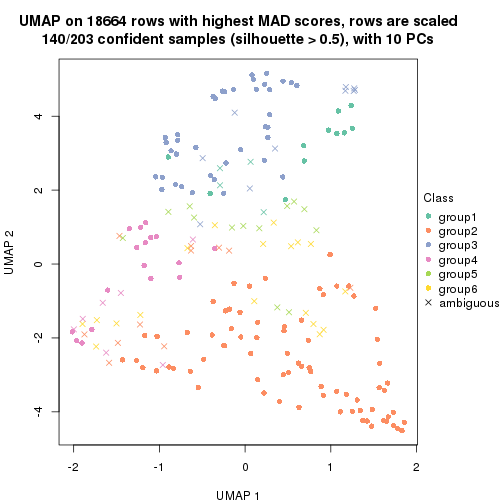 UMAP on 18664 rows with highest MAD scores, rows are scaled
140/203 confident samples (silhouette > 0.5), with 10 PCs
4
2
0
-2
-4
UMAP 2
-2
-1
0
1
2
UMAP 1
Class
group1
group2
group3
group4
group5
group6
ambiguous